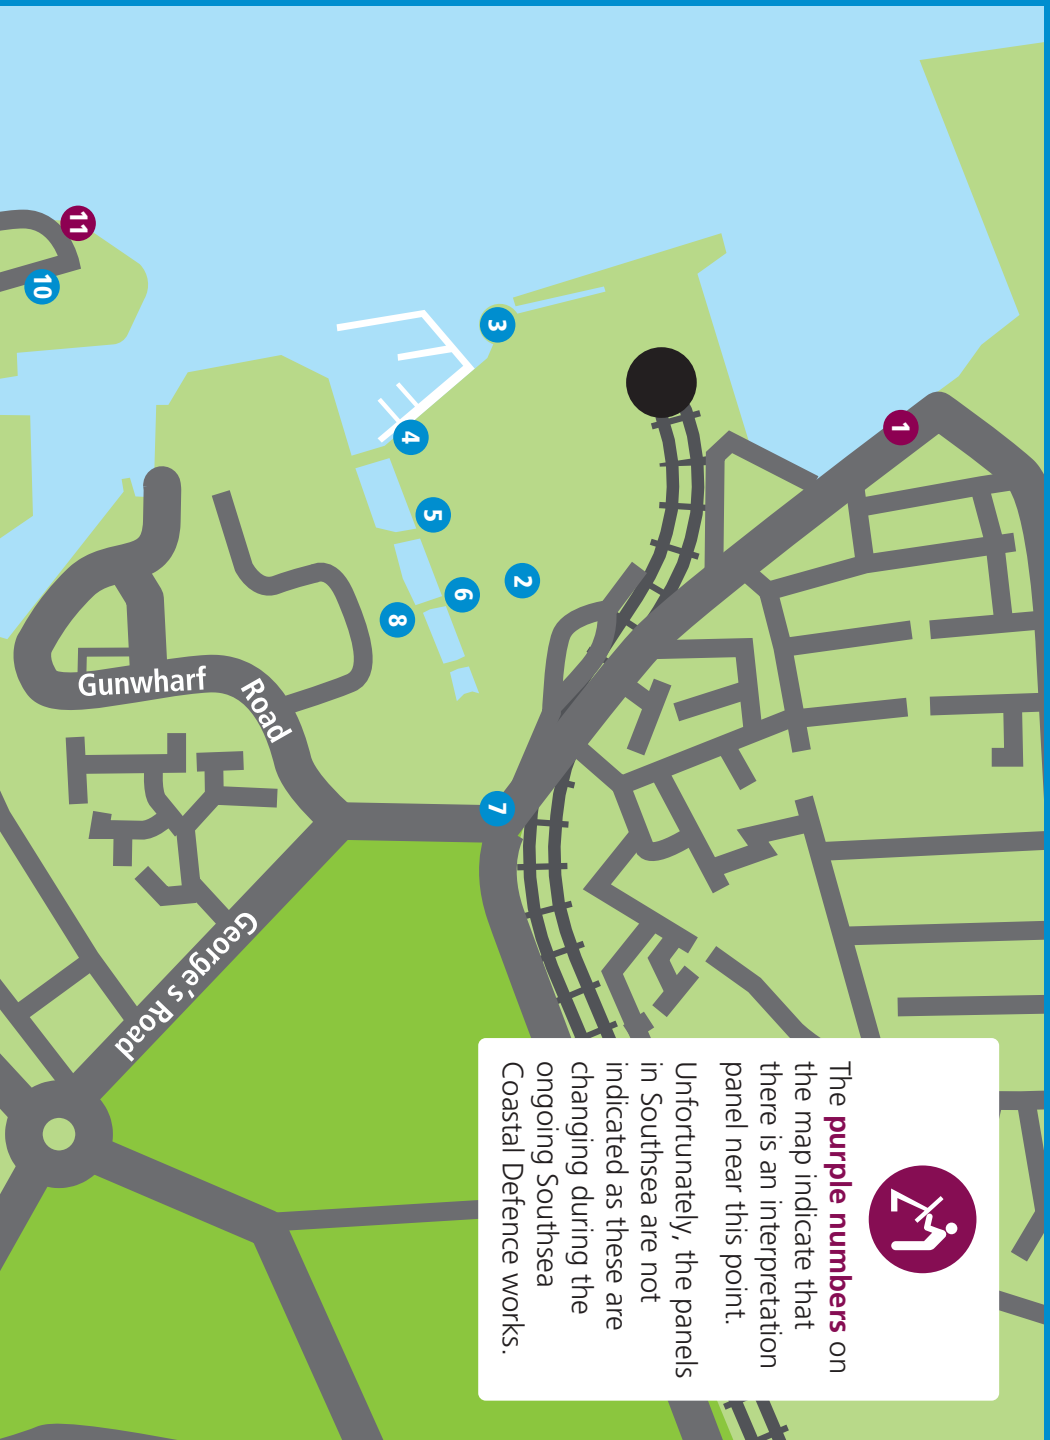 The purple numbers on
the map indicate that
there is an interpretation
panel near this point.
Unfortunately, the panels
in Southsea are not
indicated as these are
changing during the
ongoing Southsea
Coastal Defence works.
1
2
3
4
5
6
8
7
10
11
Gunwharf
Road
George's Road